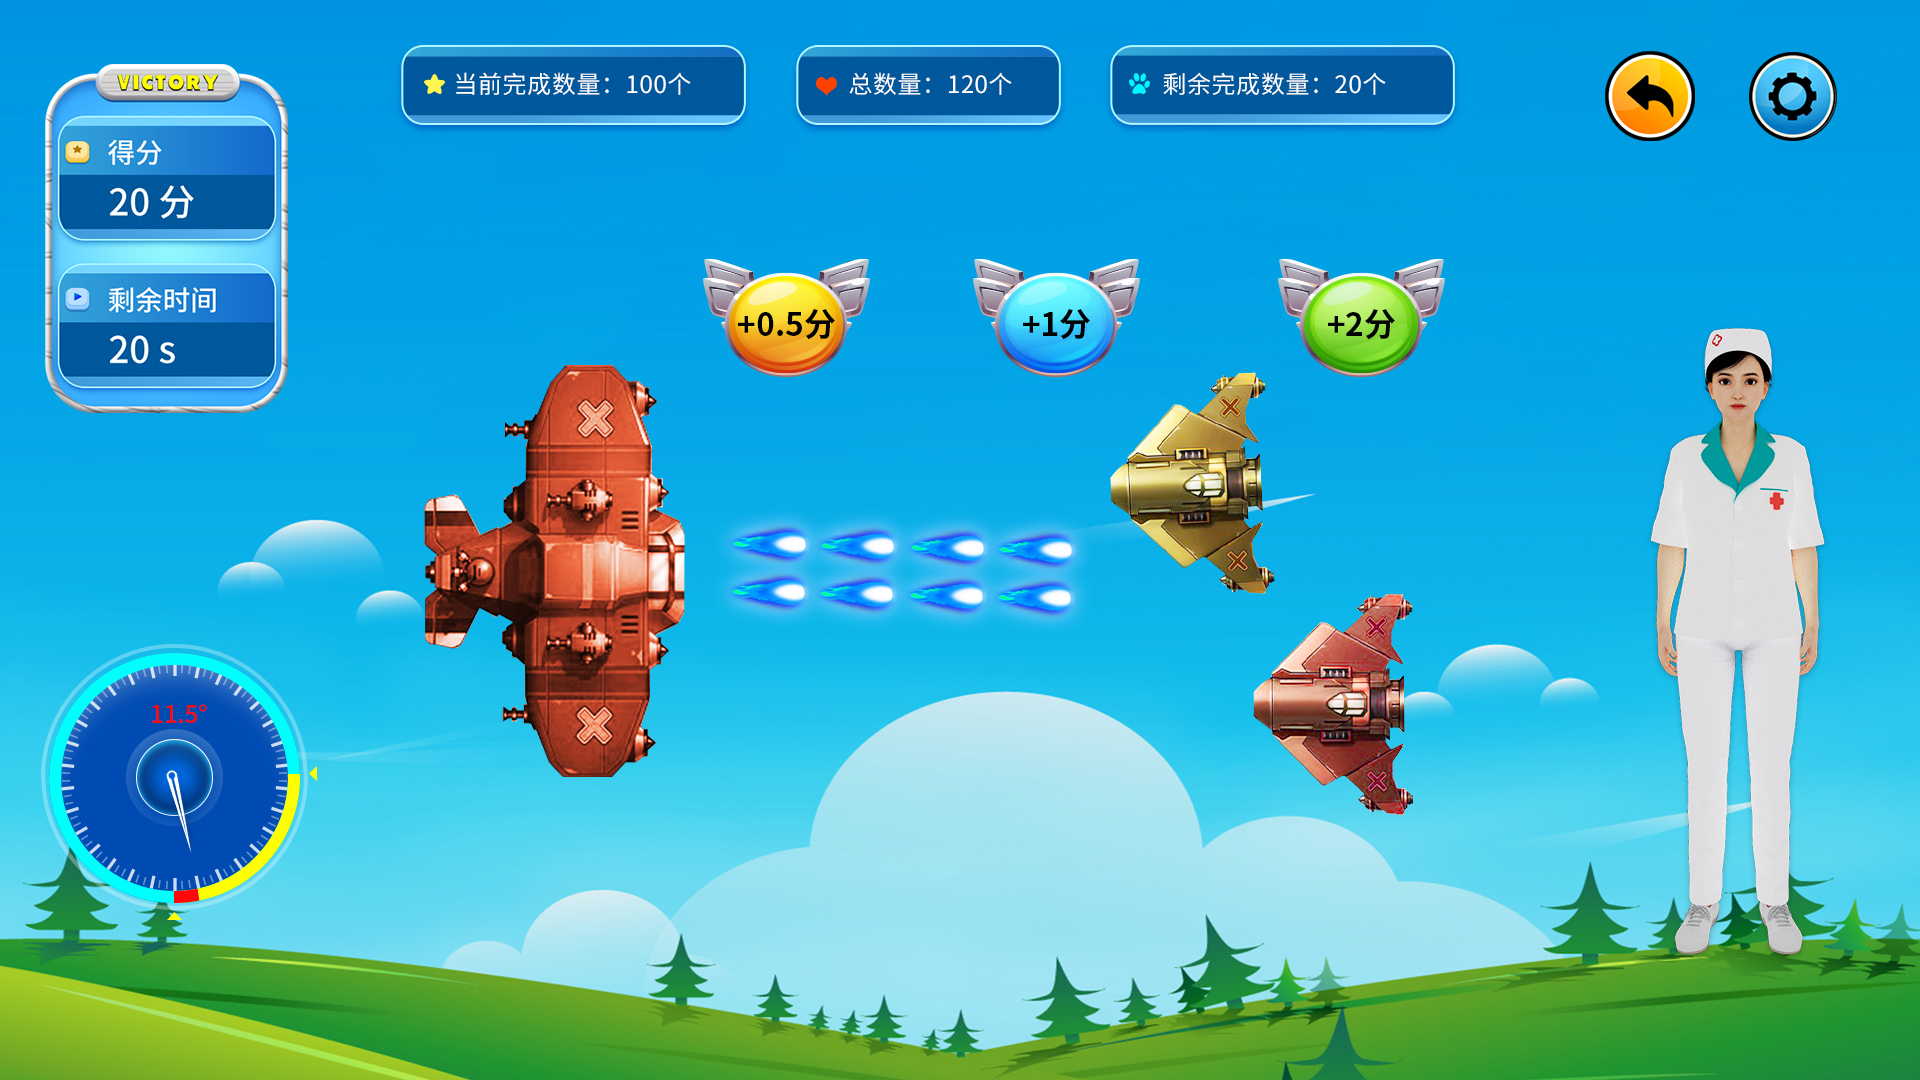 VICTORY
得分
20 分
剩余时间
20 s
当前完成数量：100个
总数量：120个
剩余完成数量：20个
+0.5分
+1分
+2分
11.5°